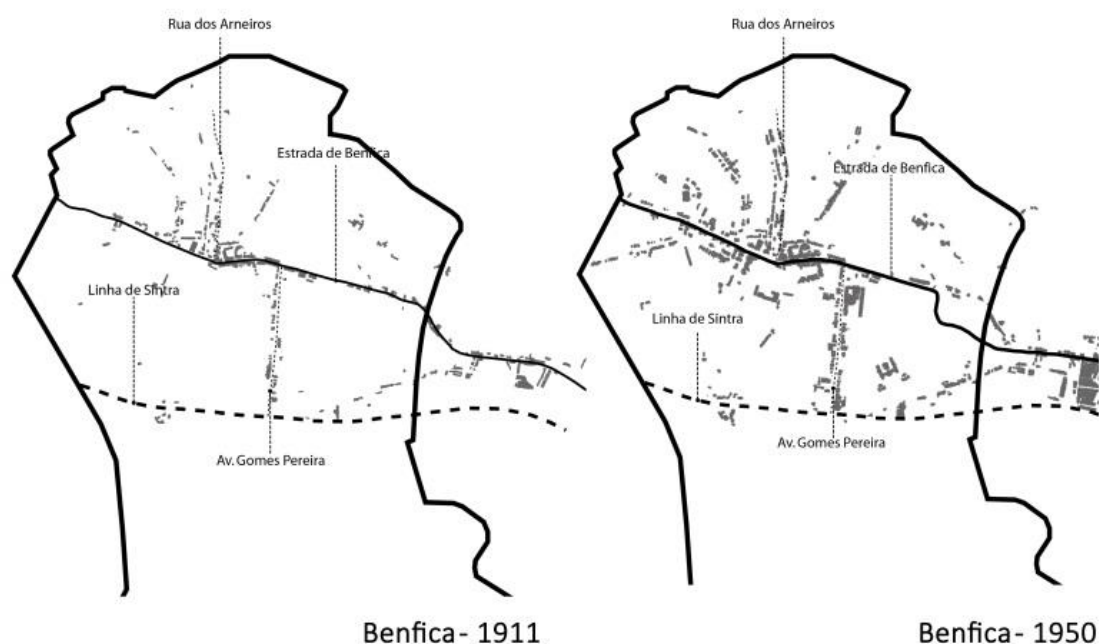 Rua dos Arneiros
Estrada de Benfica
Linha de Sintra
Av. Gomes Pereira
Benfica - 1911
Rua dos Arneiros
Estrada de Benfica
Linha de Sintra
Av. Gomes Pereira
Benfica - 1950